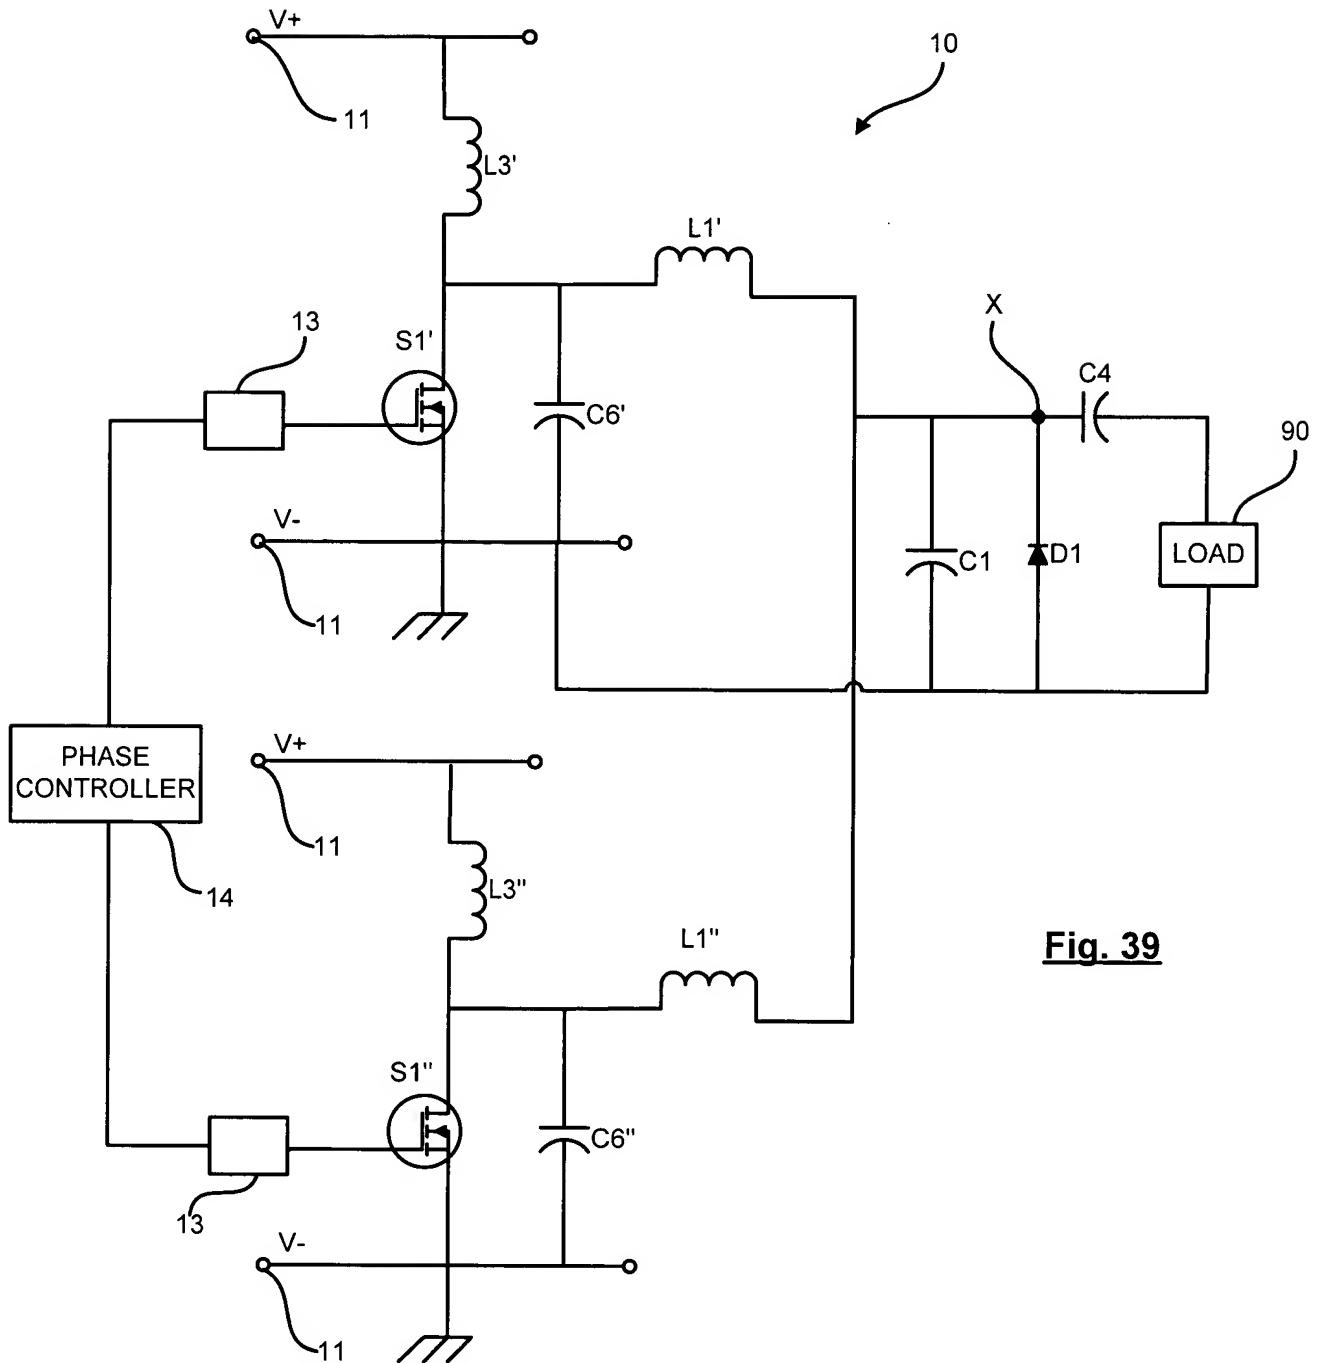 V+
10
11
L3'
L1'
X
13
S1'
C4
C6'
90
V-
C1
D1
LOAD
11
PHASE
CONTROLLER
V+
11
14
L3"
L1"
Fig. 39
S1"
C6"
13
V-
11